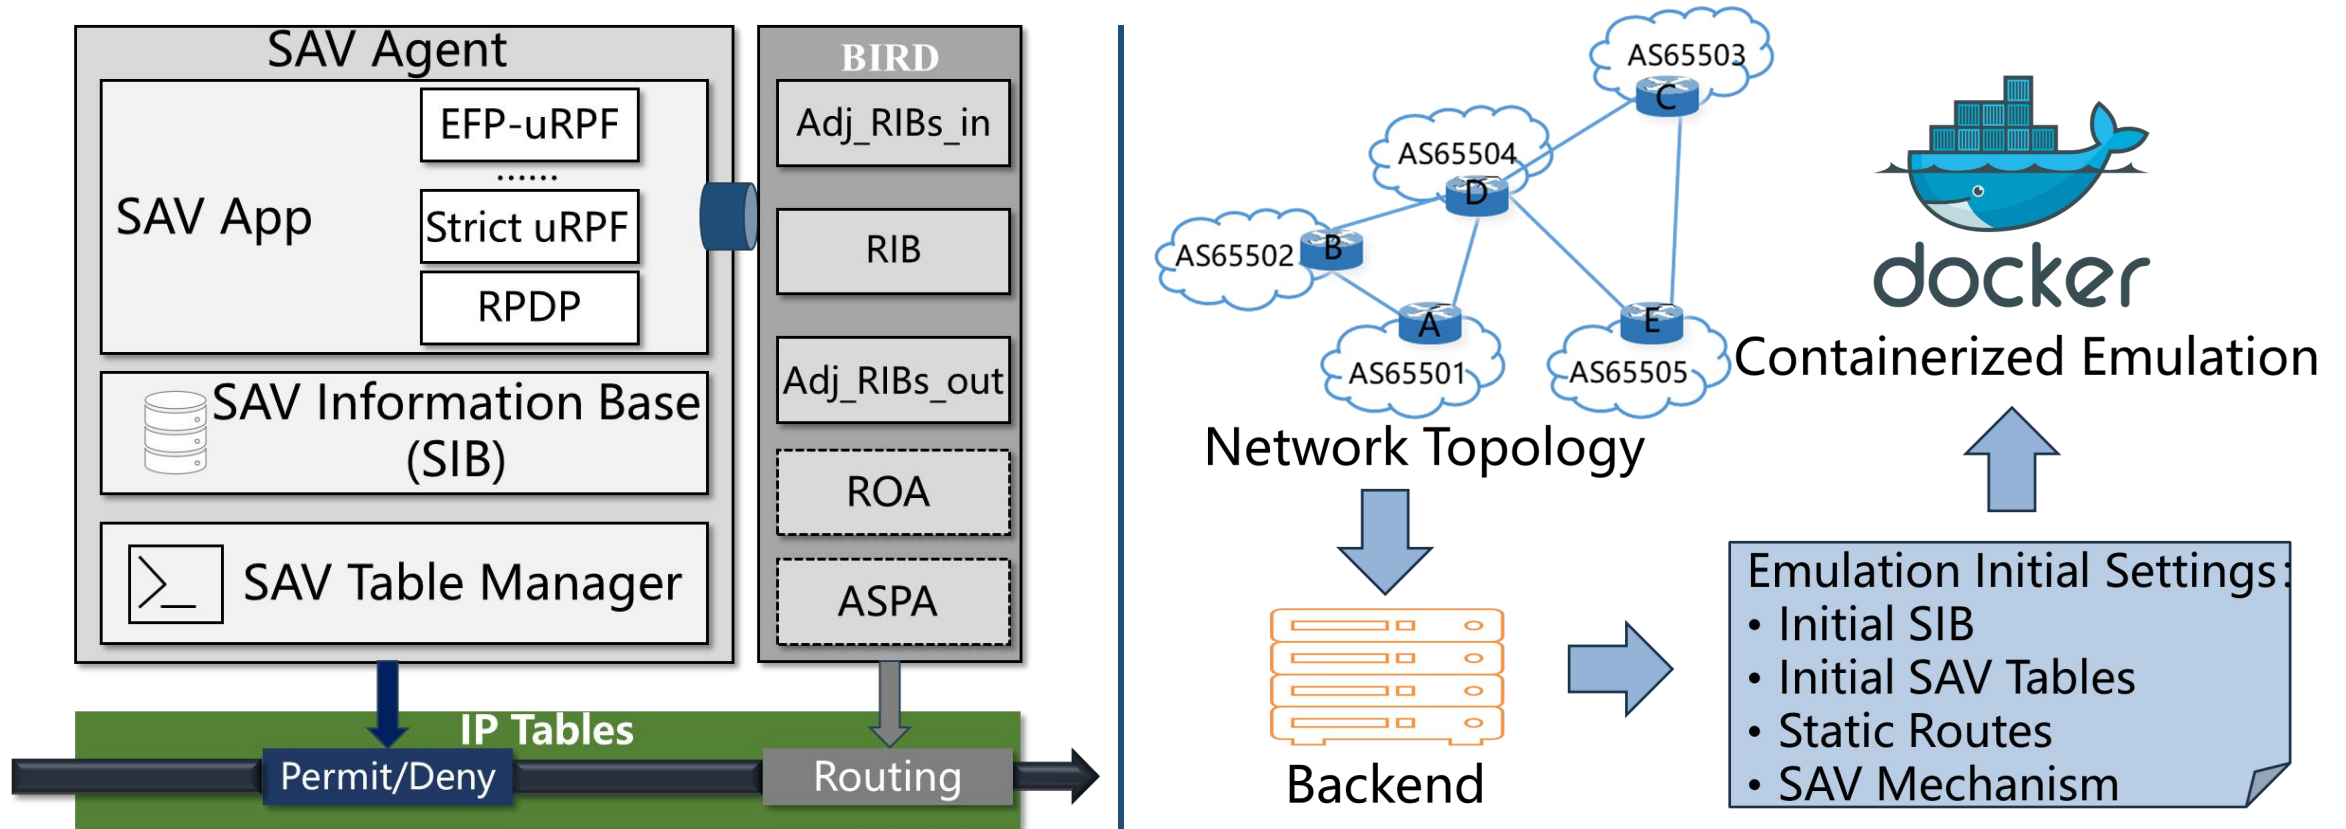 SAV Agent
SAV App
EFP-uRPF
......
Strict uRPF
RPDP
SAV Information Base
(SIB)
>_
SAV Table Manager
BIRD
Adj_RIBs_in
RIB
Adj_RIBs_out
ROA
ASPA
IP Tables
Permit/Deny
Routing
AS65503
C
AS65504
D
AS65502
B
A
AS65501
E
AS65505
Network Topology
Backend
docker
Containerized Emulation
Emulation Initial Settings:
• Initial SIB
• Initial SAV Tables
• Static Routes
• SAV Mechanism